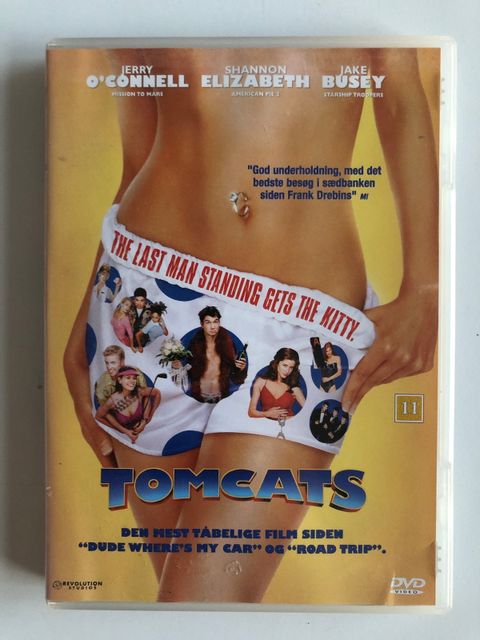 JERRY
O'CONNELL
MISSION TO MARS
SHANNON
ELIZABETH
AMERICAN PIE 2
JAKE
BUSEY
STARSHIP TROOPERS
"God underholdning, med det
bedste besøg i sædbanken
siden Frank Drebins" M!
THE LAST MAN STANDING GETS THE KITTY.
11
TOMCATS
DEN MEST TÅBELIGE FILM SIDEN
"DUDE WHERE'S MY CAR" OG "ROAD TRIP".
REVOLUTION
STUDIOS
DVD
VIDEO